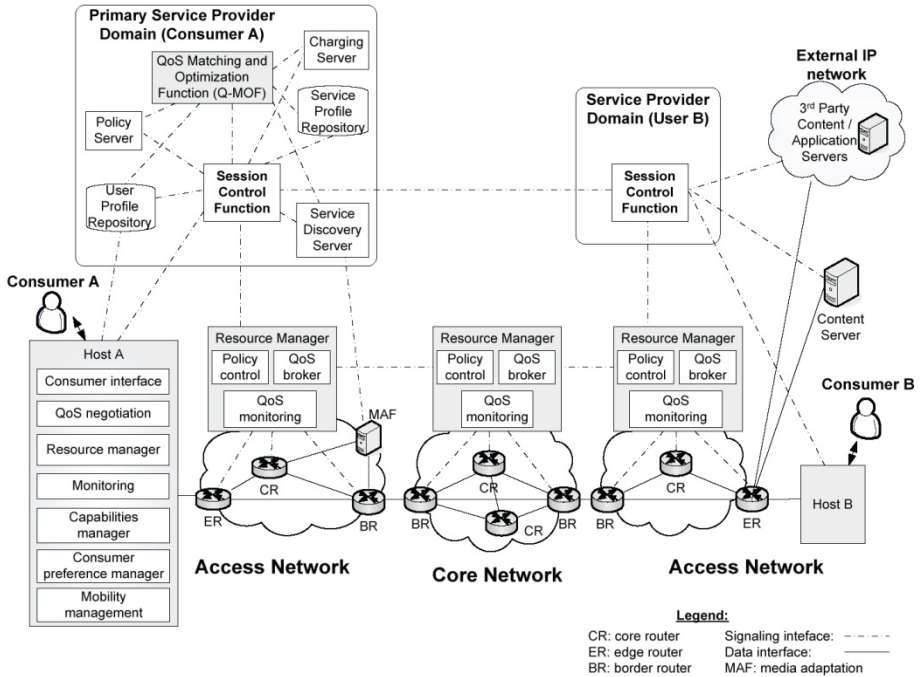 Primary Service Provider
Domain (Consumer A)
Charging
Server
QoS Matching and
Optimization
Function (Q-MOF)
Service
Profile
Repository
Policy
Server
User
Profile
Repository
Session
Control
Function
Service
Discovery
Server
Service Provider
Domain (User B)
Session
Control
Function
External IP
network
3rd Party
Content /
Application
Servers
Content
Server
Consumer A
Host A
Consumer interface
QoS negotiation
Resource manager
Monitoring
Capabilities
manager
Consumer
preference manager
Mobility
management
Resource Manager
Policy
control
QoS
broker
QoS
monitoring
MAF
CR
ER
BR
Access Network
Resource Manager
Policy
control
QoS
broker
QoS
monitoring
CR
BR
BR
CR
Core Network
Resource Manager
Policy
control
QoS
broker
QoS
monitoring
CR
BR
ER
Access Network
Consumer B
Host B
Legend:
CR: core router
Signaling inteface:
ER: edge router
Data interface:
BR: border router
MAF: media adaptation